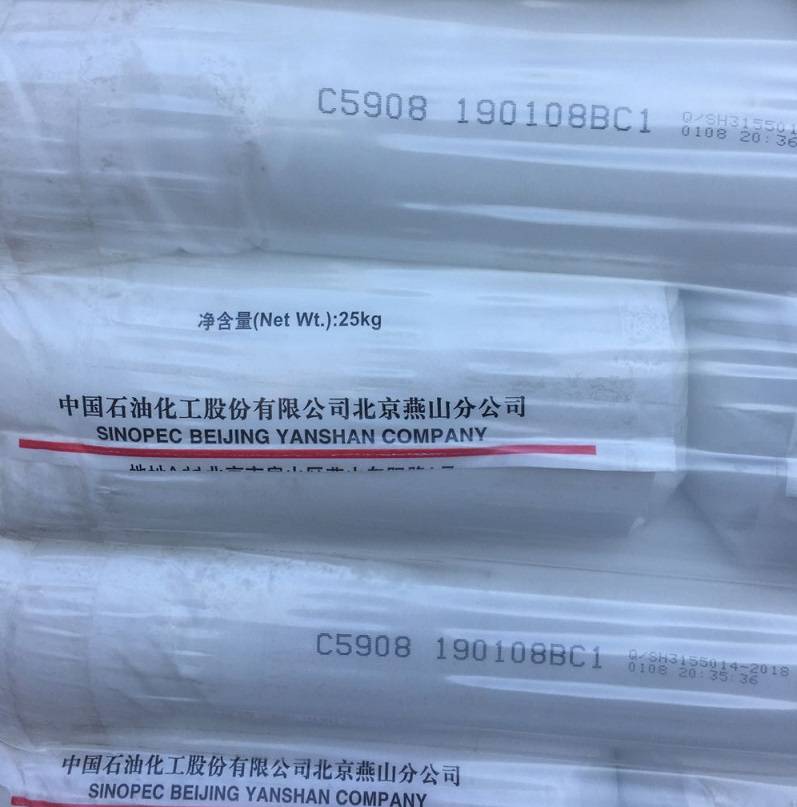 C5908 190108BC1
Q/SH3155014
0108 20:36
净含量(Net Wt.):25kg
中国石油化工股份有限公司北京燕山分公司
SINOPEC BEIJING YANSHAN COMPANY
C5908 190108BC1
Q/SH3155014-2018
0108 20:35:36
中国石油化工股份有限公司北京燕山分公司
SINOPEC BEIJING YANSHAN COMPANY